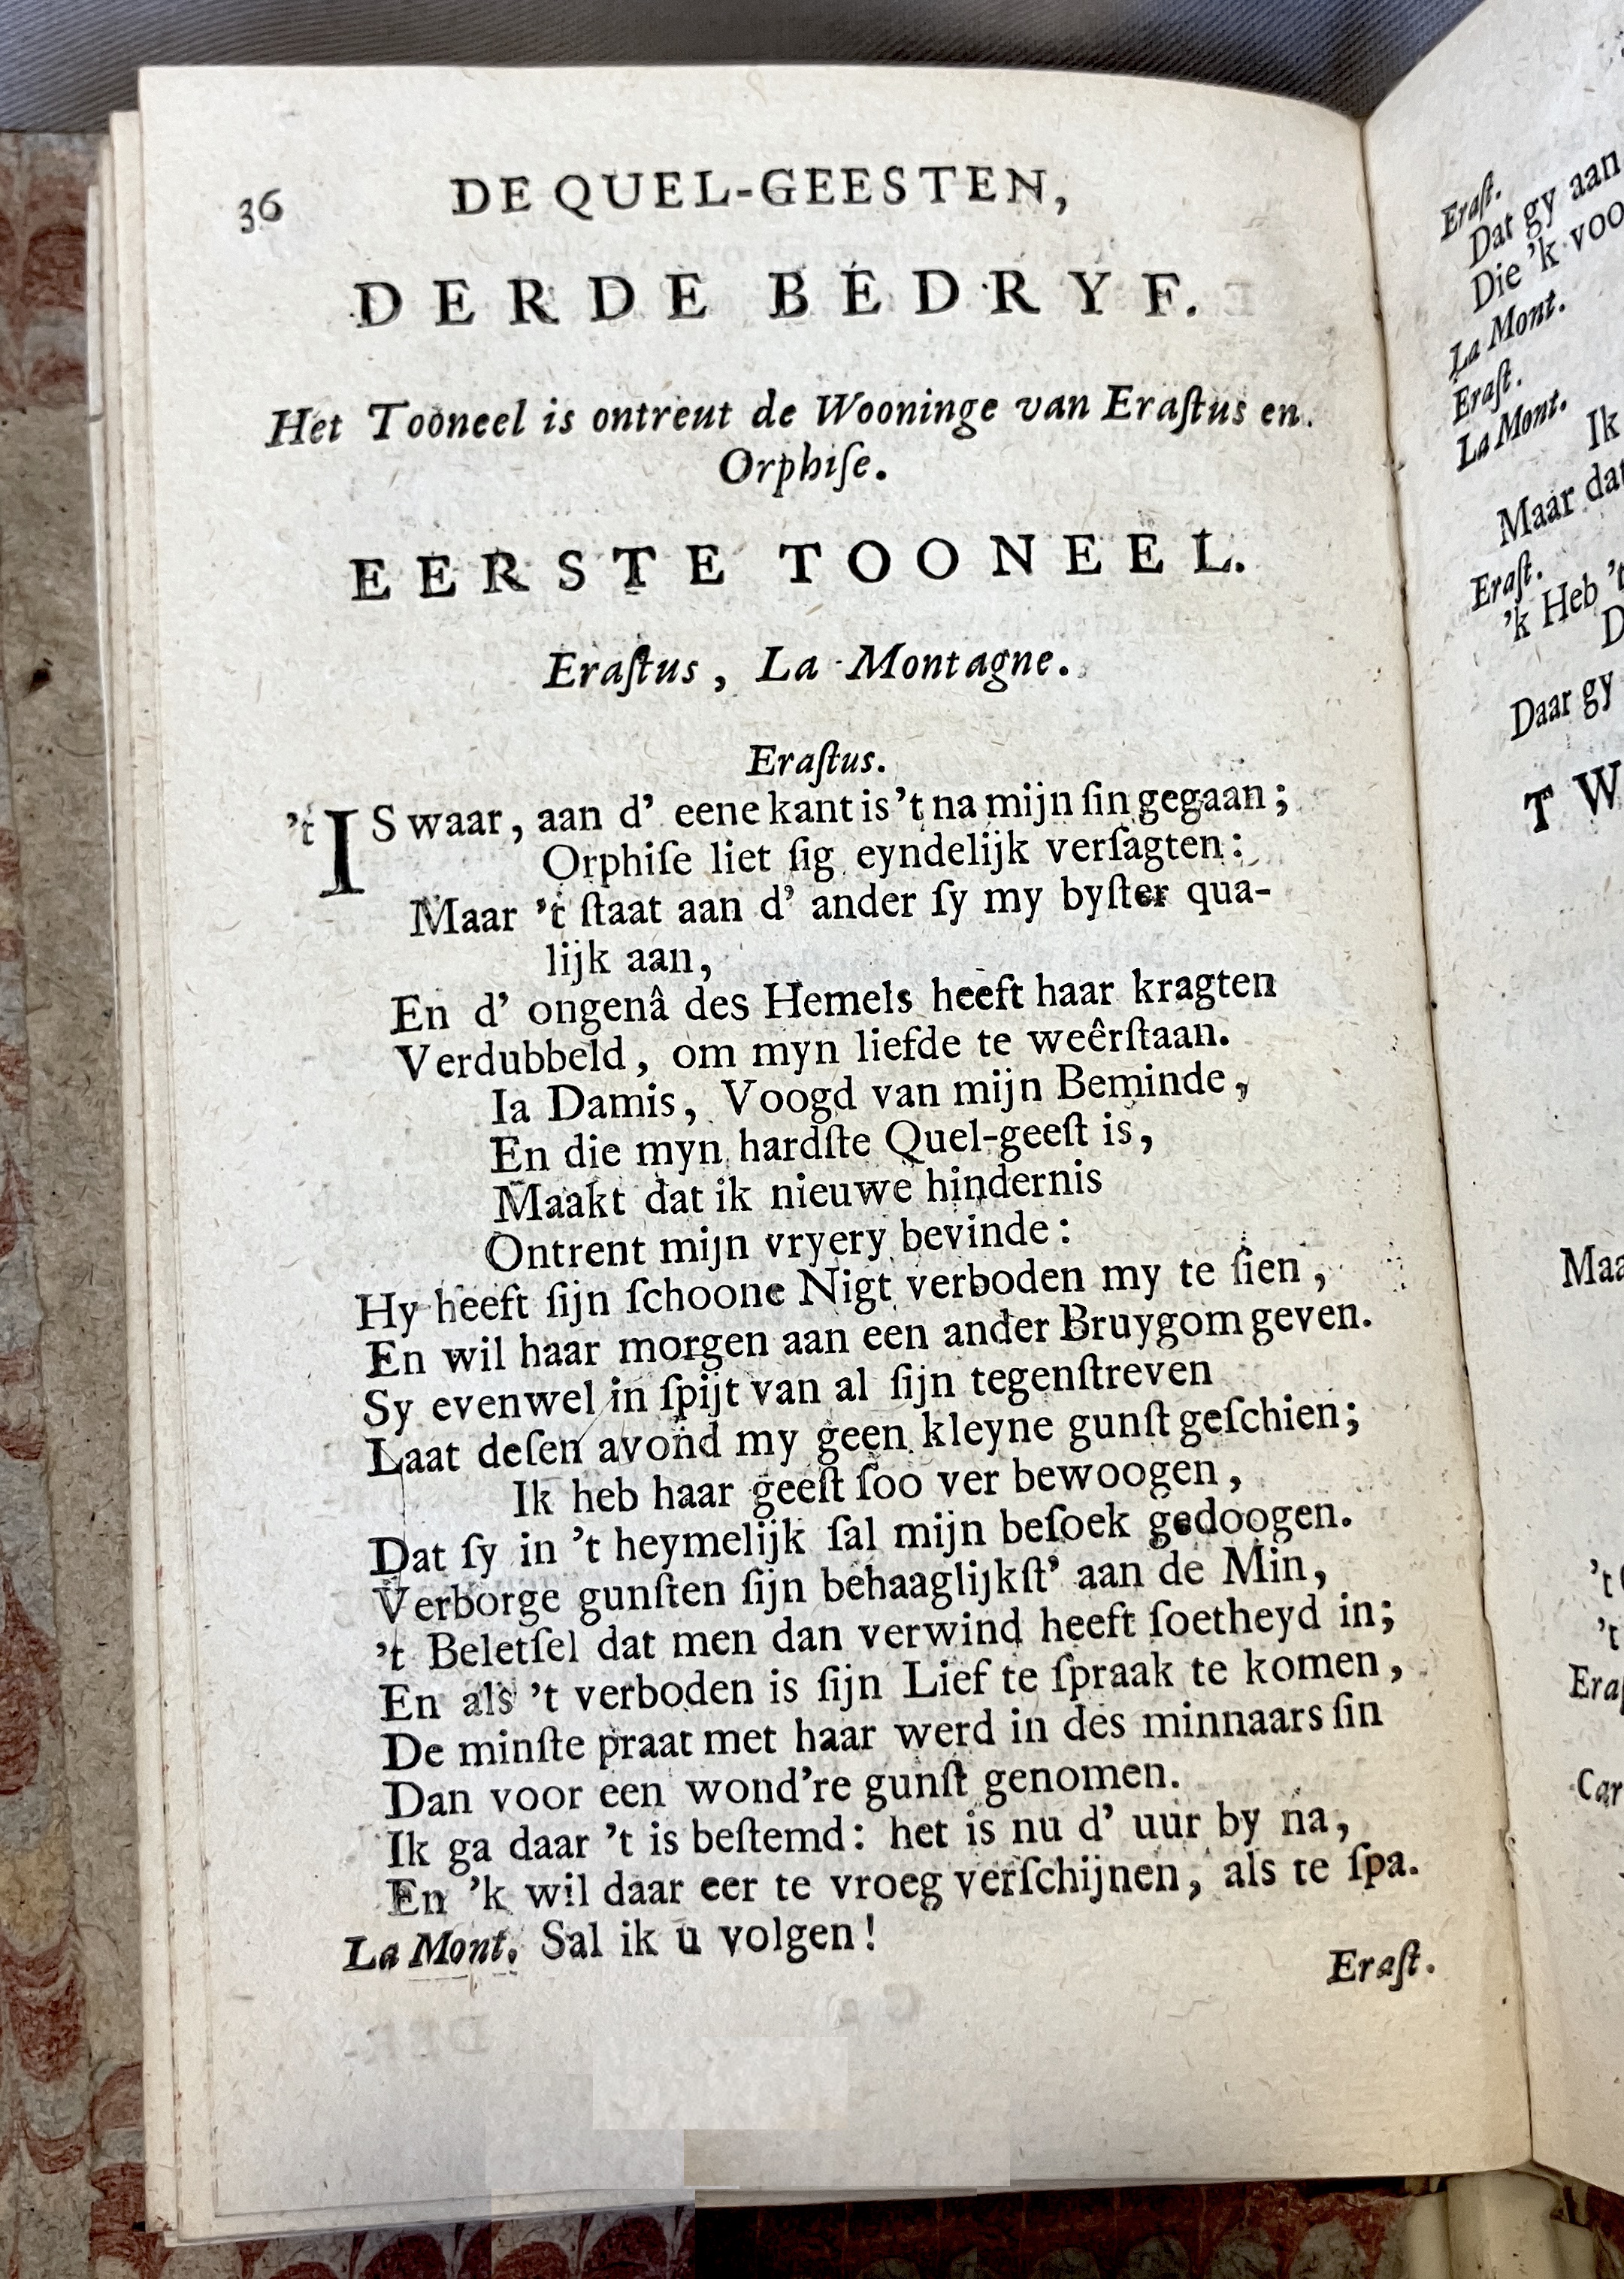 36 DE QUEL-GEESTEN,
DERDE BEDRYF.
Het Tooneel is ontrent de Wooninge van Eraſtus en
Orphiſe.
EERSTE TOONEEL.
Eraſtus, La Montagne.
Eraſtus.
't IS waar, aan d' eene kant is 't na mijn ſin gegaan;
Orphiſe liet ſig eyndelijk verſagten:
Maar 't ſtaat aan d' ander ſy my byſter qua-
lijk aan,
En d' ongenâ des Hemels heeft haar kragten
Verdubbeld, om myn liefde te weêrſtaan.
Ia Damis, Voogd van mijn Beminde,
En die myn hardſte Quel-geeſt is,
Maakt dat ik nieuwe hindernis
Ontrent mijn vryery bevinde:
Hy heeft ſijn ſchoone Nigt verboden my te ſien,
En wil haar morgen aan een ander Bruygom geven.
Sy evenwel in ſpijt van al ſijn tegenſtreven
Laat deſen avond my geen kleyne gunſt geſchien;
Ik heb haar geeſt ſoo ver bewoogen,
Dat ſy in 't heymelijk ſal mijn beſoek gedoogen.
Verborge gunſten ſijn behaaglijkſt' aan de Min,
't Beletſel dat men dan verwind heeft ſoetheyd in;
En als 't verboden is ſijn Lief te ſpraak te komen,
De minſte praat met haar werd in des minnaars ſin
Dan voor een wond're gunſt genomen.
Ik ga daar 't is beſtemd: het is nu d' uur by na,
En 'k wil daar eer te vroeg verſchijnen, als te ſpa.
La Mont. Sal ik u volgen!
Eraſt.
Eraſt.
Dat gy aan
Die 'k voo
La Mont.
Eraſt.
La Mont.
Ik
Maar dat
Eraſt.
'k Heb 't
D
Daar gy
T W
Maa
't
't
Eraſ
Car